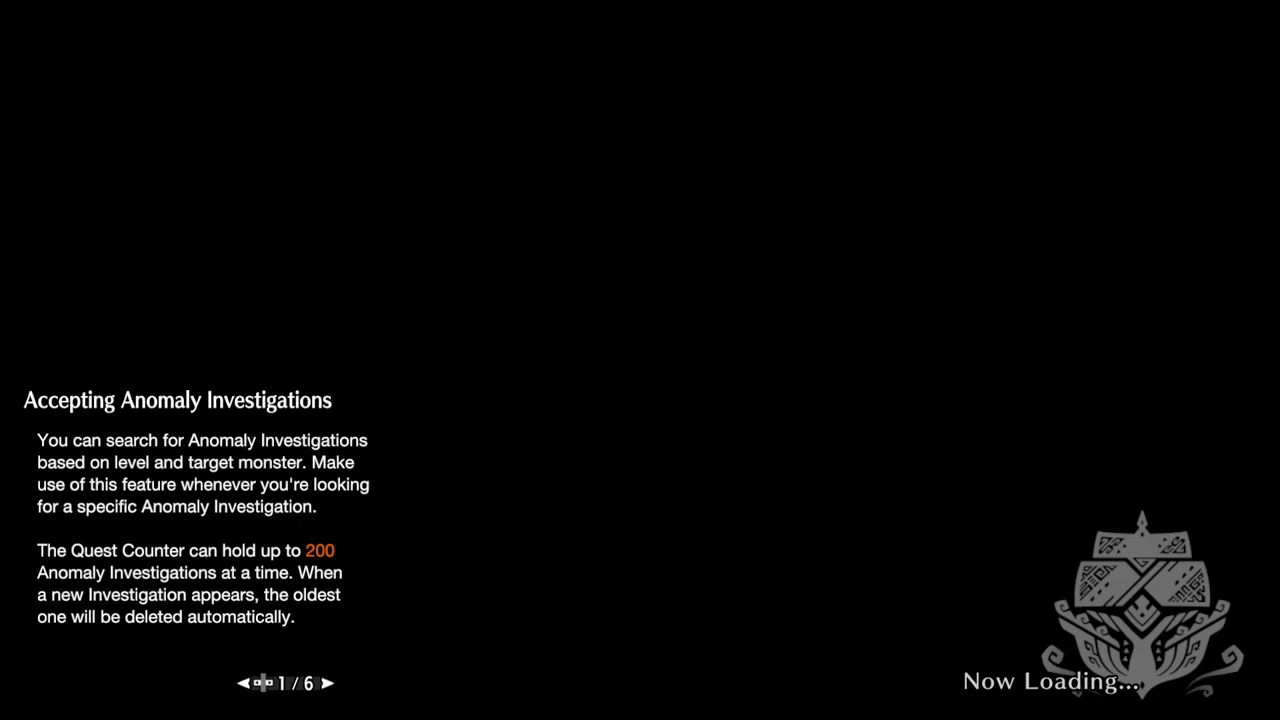 Accepting Anomaly Investigations
You can search for Anomaly Investigations
based on level and target monster. Make
use of this feature whenever you're looking
for a specific Anomaly Investigation.
The Quest Counter can hold up to 200
Anomaly Investigations at a time. When
a new Investigation appears, the oldest
one will be deleted automatically.
1 / 6
Now Loading...